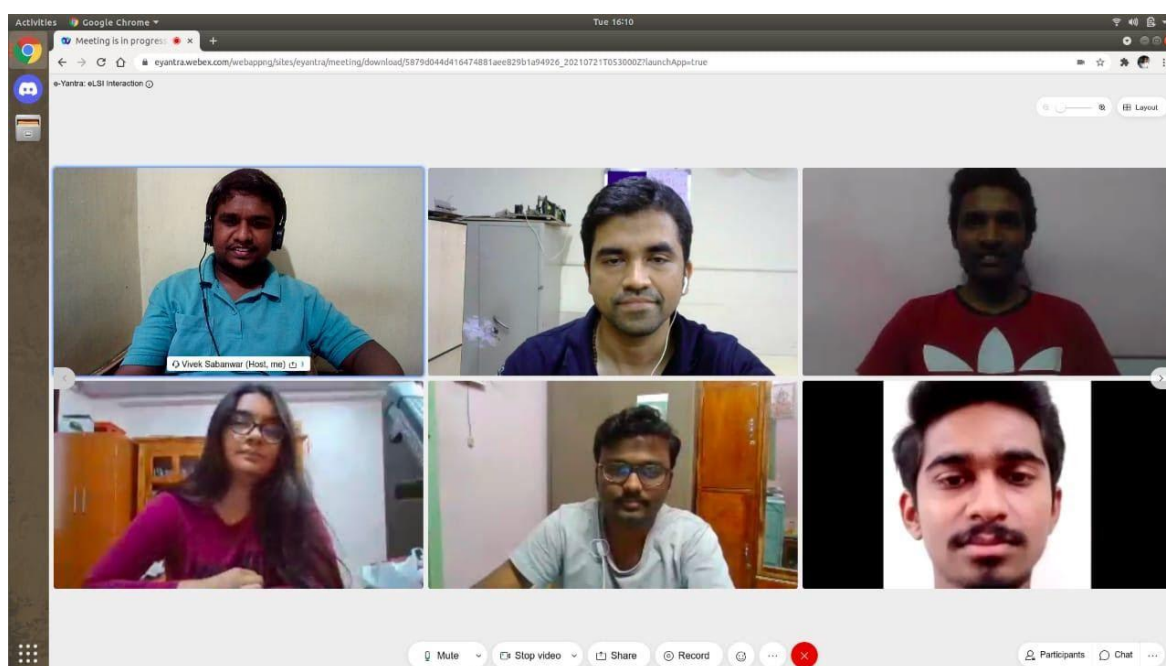 Activities Google Chrome Tue 16:10
Meeting is in progress
eyantra.webex.com/webappng/sites/eyantra/meeting/download/5879d044d416474881aee829b1a94926_20210721T053000Z?launchApp=true
e-Yantra: eLSI Interaction
Layout
Vivek Sabanwar (Host, me)
Mute Stop video Share Record Participants Chat